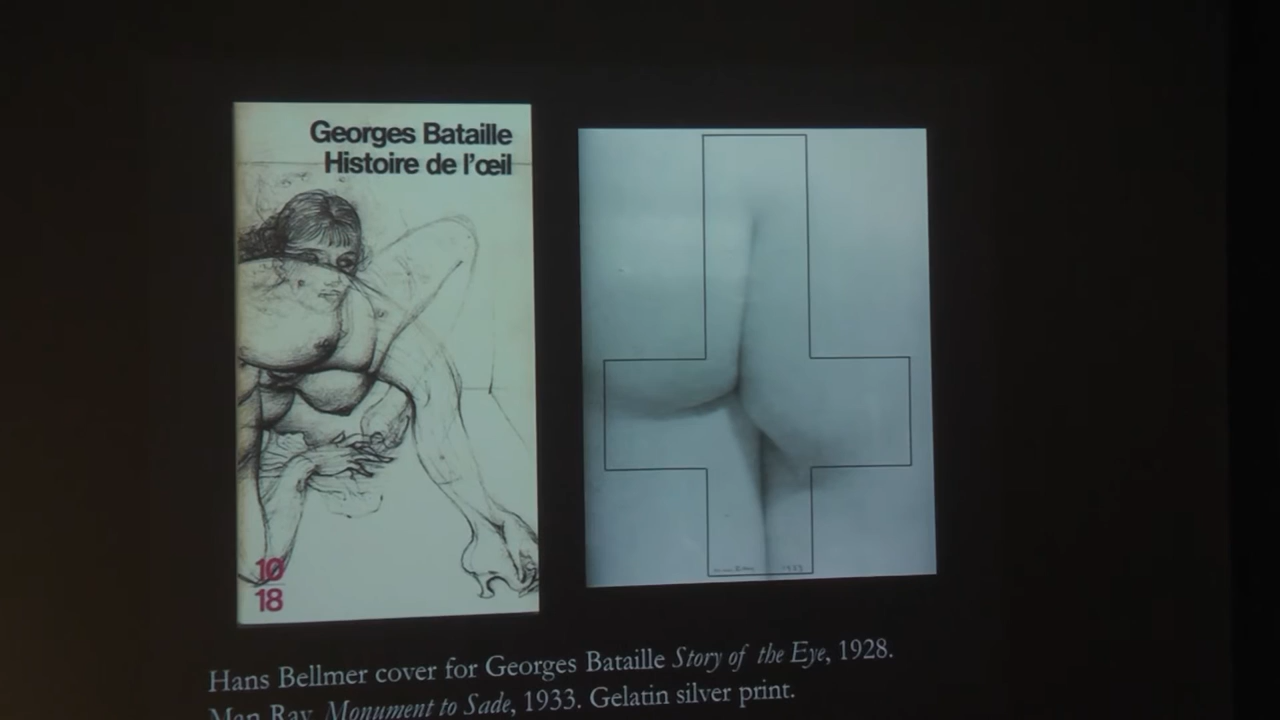 Georges Bataille
Histoire de l'œil
10
18
1933
Hans Bellmer cover for Georges Bataille Story of the Eye, 1928.
Man Ray, Monument to Sade, 1933. Gelatin silver print.